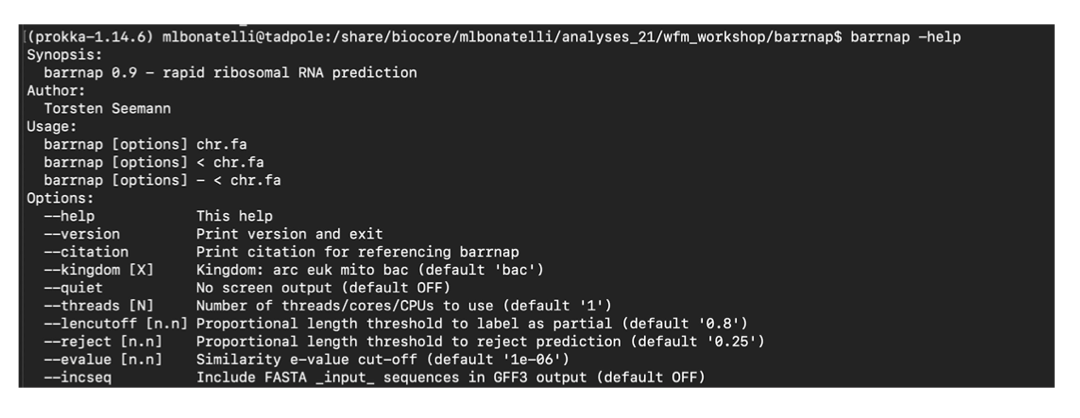 [(prokka-1.14.6) mlbonatelli@tadpole:/share/biocore/mlbonatelli/analyses_21/wfm_workshop/barrnap$ barrnap -help
Synopsis:
  barrnap 0.9 - rapid ribosomal RNA prediction
Author:
  Torsten Seemann
Usage:
  barrnap [options] chr.fa
  barrnap [options] < chr.fa
  barrnap [options] - < chr.fa
Options:
  --help            This help
  --version         Print version and exit
  --citation        Print citation for referencing barrnap
  --kingdom [X]     Kingdom: arc euk mito bac (default 'bac')
  --quiet           No screen output (default OFF)
  --threads [N]     Number of threads/cores/CPUs to use (default '1')
  --lencutoff [n.n] Proportional length threshold to label as partial (default '0.8')
  --reject [n.n]    Proportional length threshold to reject prediction (default '0.25')
  --evalue [n.n]    Similarity e-value cut-off (default '1e-06')
  --incseq          Include FASTA _input_ sequences in GFF3 output (default OFF)